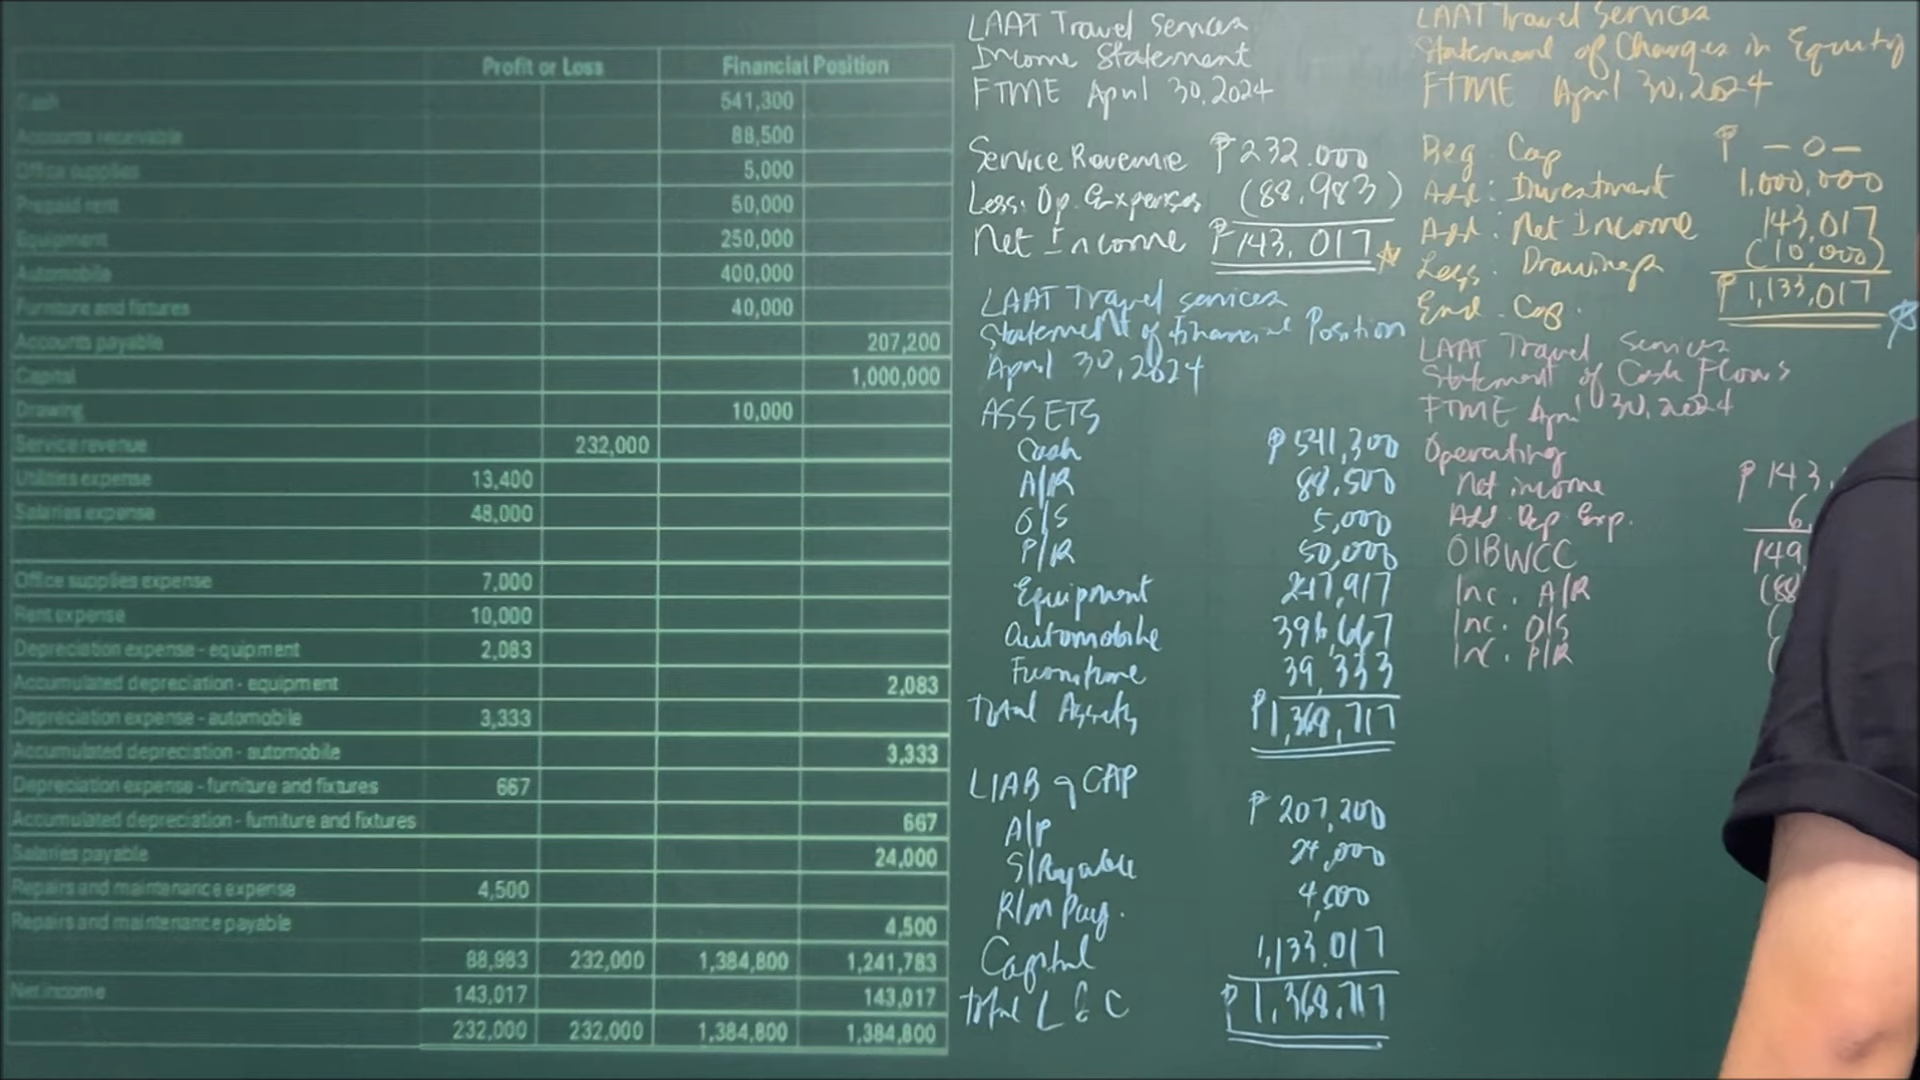 Profit or Loss Financial Position
Cash 541,300
Accounts receivable 88,500
Office supplies 5,000
Prepaid rent 50,000
Equipment 250,000
Automobile 400,000
Furniture and fixtures 40,000
Accounts payable 207,200
Capital 1,000,000
Drawing 10,000
Service revenue 232,000
Utilities expense 13,400
Salaries expense 48,000
Office supplies expense 7,000
Rent expense 10,000
Depreciation expense - equipment 2,083
Accumulated depreciation - equipment 2,083
Depreciation expense - automobile 3,333
Accumulated depreciation - automobile 3,333
Depreciation expense - furniture and fixtures 667
Accumulated depreciation - furniture and fixtures 667
Salaries payable 24,000
Repairs and maintenance expense 4,500
Repairs and maintenance payable 4,500
88,983 232,000 1,384,800 1,241,783
Net income 143,017 143,017
232,000 232,000 1,384,800 1,384,800
LAAT Travel Services
Income Statement
FTME April 30, 2024
Service Revenue ₱232,000
Less: Op. Expenses (88,983)
Net Income ₱143,017
LAAT Travel Services
Statement of Financial Position
April 30, 2024
ASSETS
Cash ₱541,300
A/R 88,500
O/S 5,000
P/R 50,000
Equipment 247,917
Automobile 396,667
Furniture 39,333
Total Assets ₱1,368,717
LIAB & CAP
A/P ₱207,200
S/Payable 24,000
R/M Pay. 4,500
Capital 1,133,017
Total L & C ₱1,368,717
LAAT Travel Services
Statement of Changes in Equity
FTME April 30, 2024
Beg. Cap ₱ -0-
Add: Investment 1,000,000
Add: Net Income 143,017
Less: Drawings (10,000)
End. Cap. ₱1,133,017
LAAT Travel Services
Statement of Cash Flows
FTME April 30, 2024
Operating
Net income ₱143,
Add: Dep. Exp. 6,
OIBWCC 149
Inc. A/R (88
Inc. O/S (
Inc. P/R (